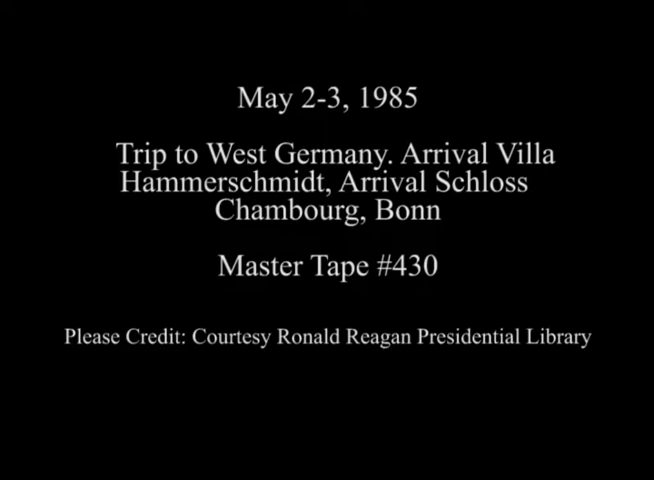 May 2-3, 1985
Trip to West Germany. Arrival Villa
Hammerschmidt, Arrival Schloss
Chambourg, Bonn
Master Tape #430
Please Credit: Courtesy Ronald Reagan Presidential Library